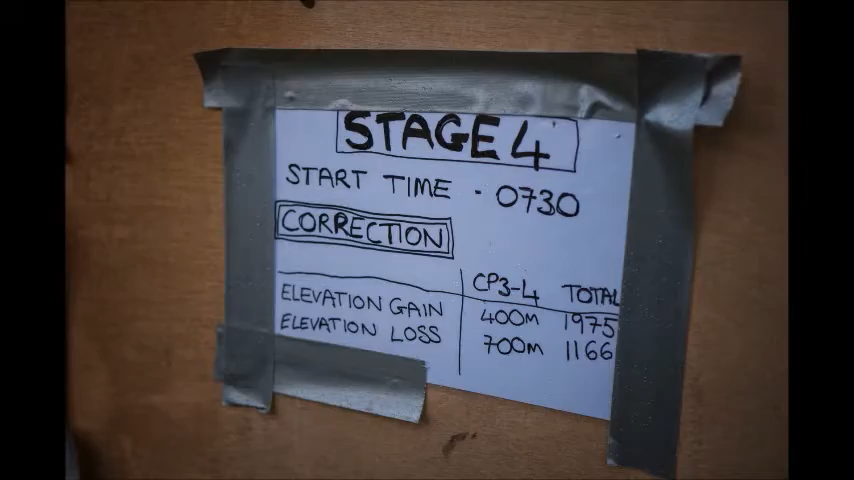 STAGE 4
START TIME - 0730
CORRECTION
CP3-4 TOTAL
ELEVATION GAIN 400M 1975
ELEVATION LOSS 700M 1166